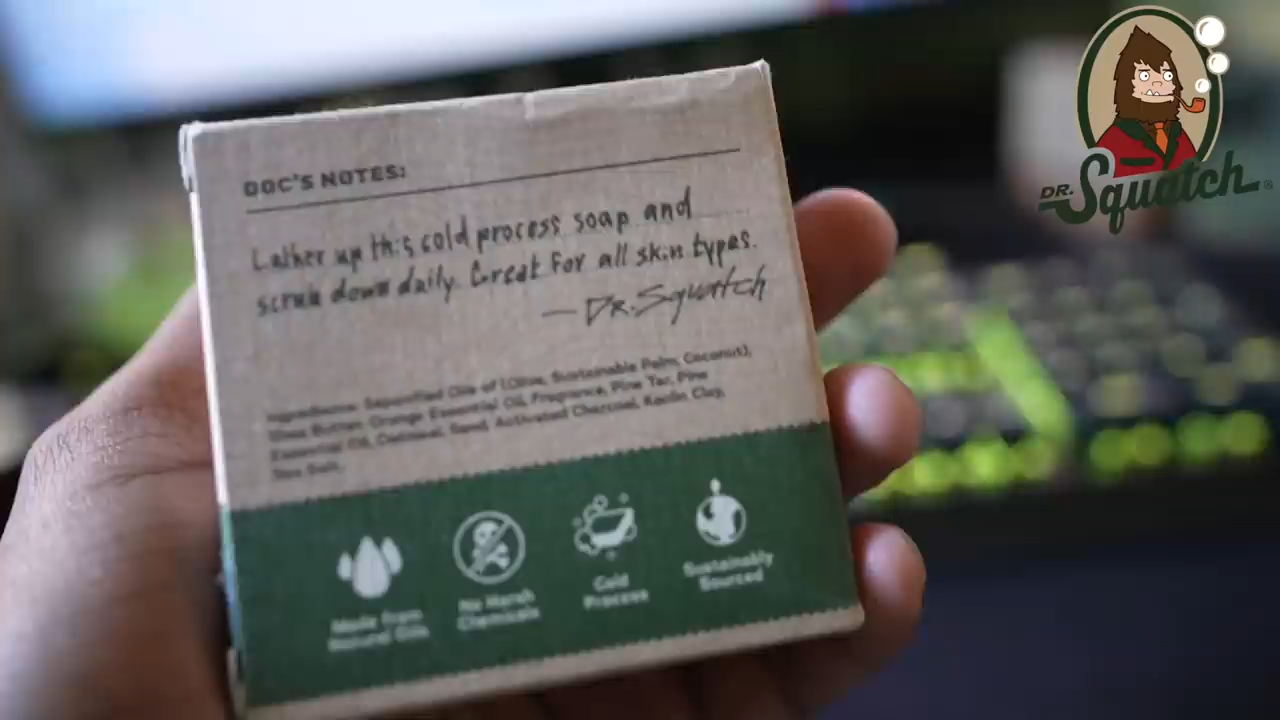 DR. Squatch®
DOC'S NOTES:
Lather up this cold process soap and
scrub down daily. Great for all skin types.
— Dr. Squatch
Ingredients: Saponified Oils of (Olive, Sustainable Palm, Coconut),
Shea Butter, Orange Essential Oil, Fragrance, Pine Tar, Pine
Essential Oil, Oatmeal, Sand, Activated Charcoal, Kaolin Clay,
Sea Salt.
Made from
Natural Oils
No Harsh
Chemicals
Cold
Process
Sustainably
Sourced